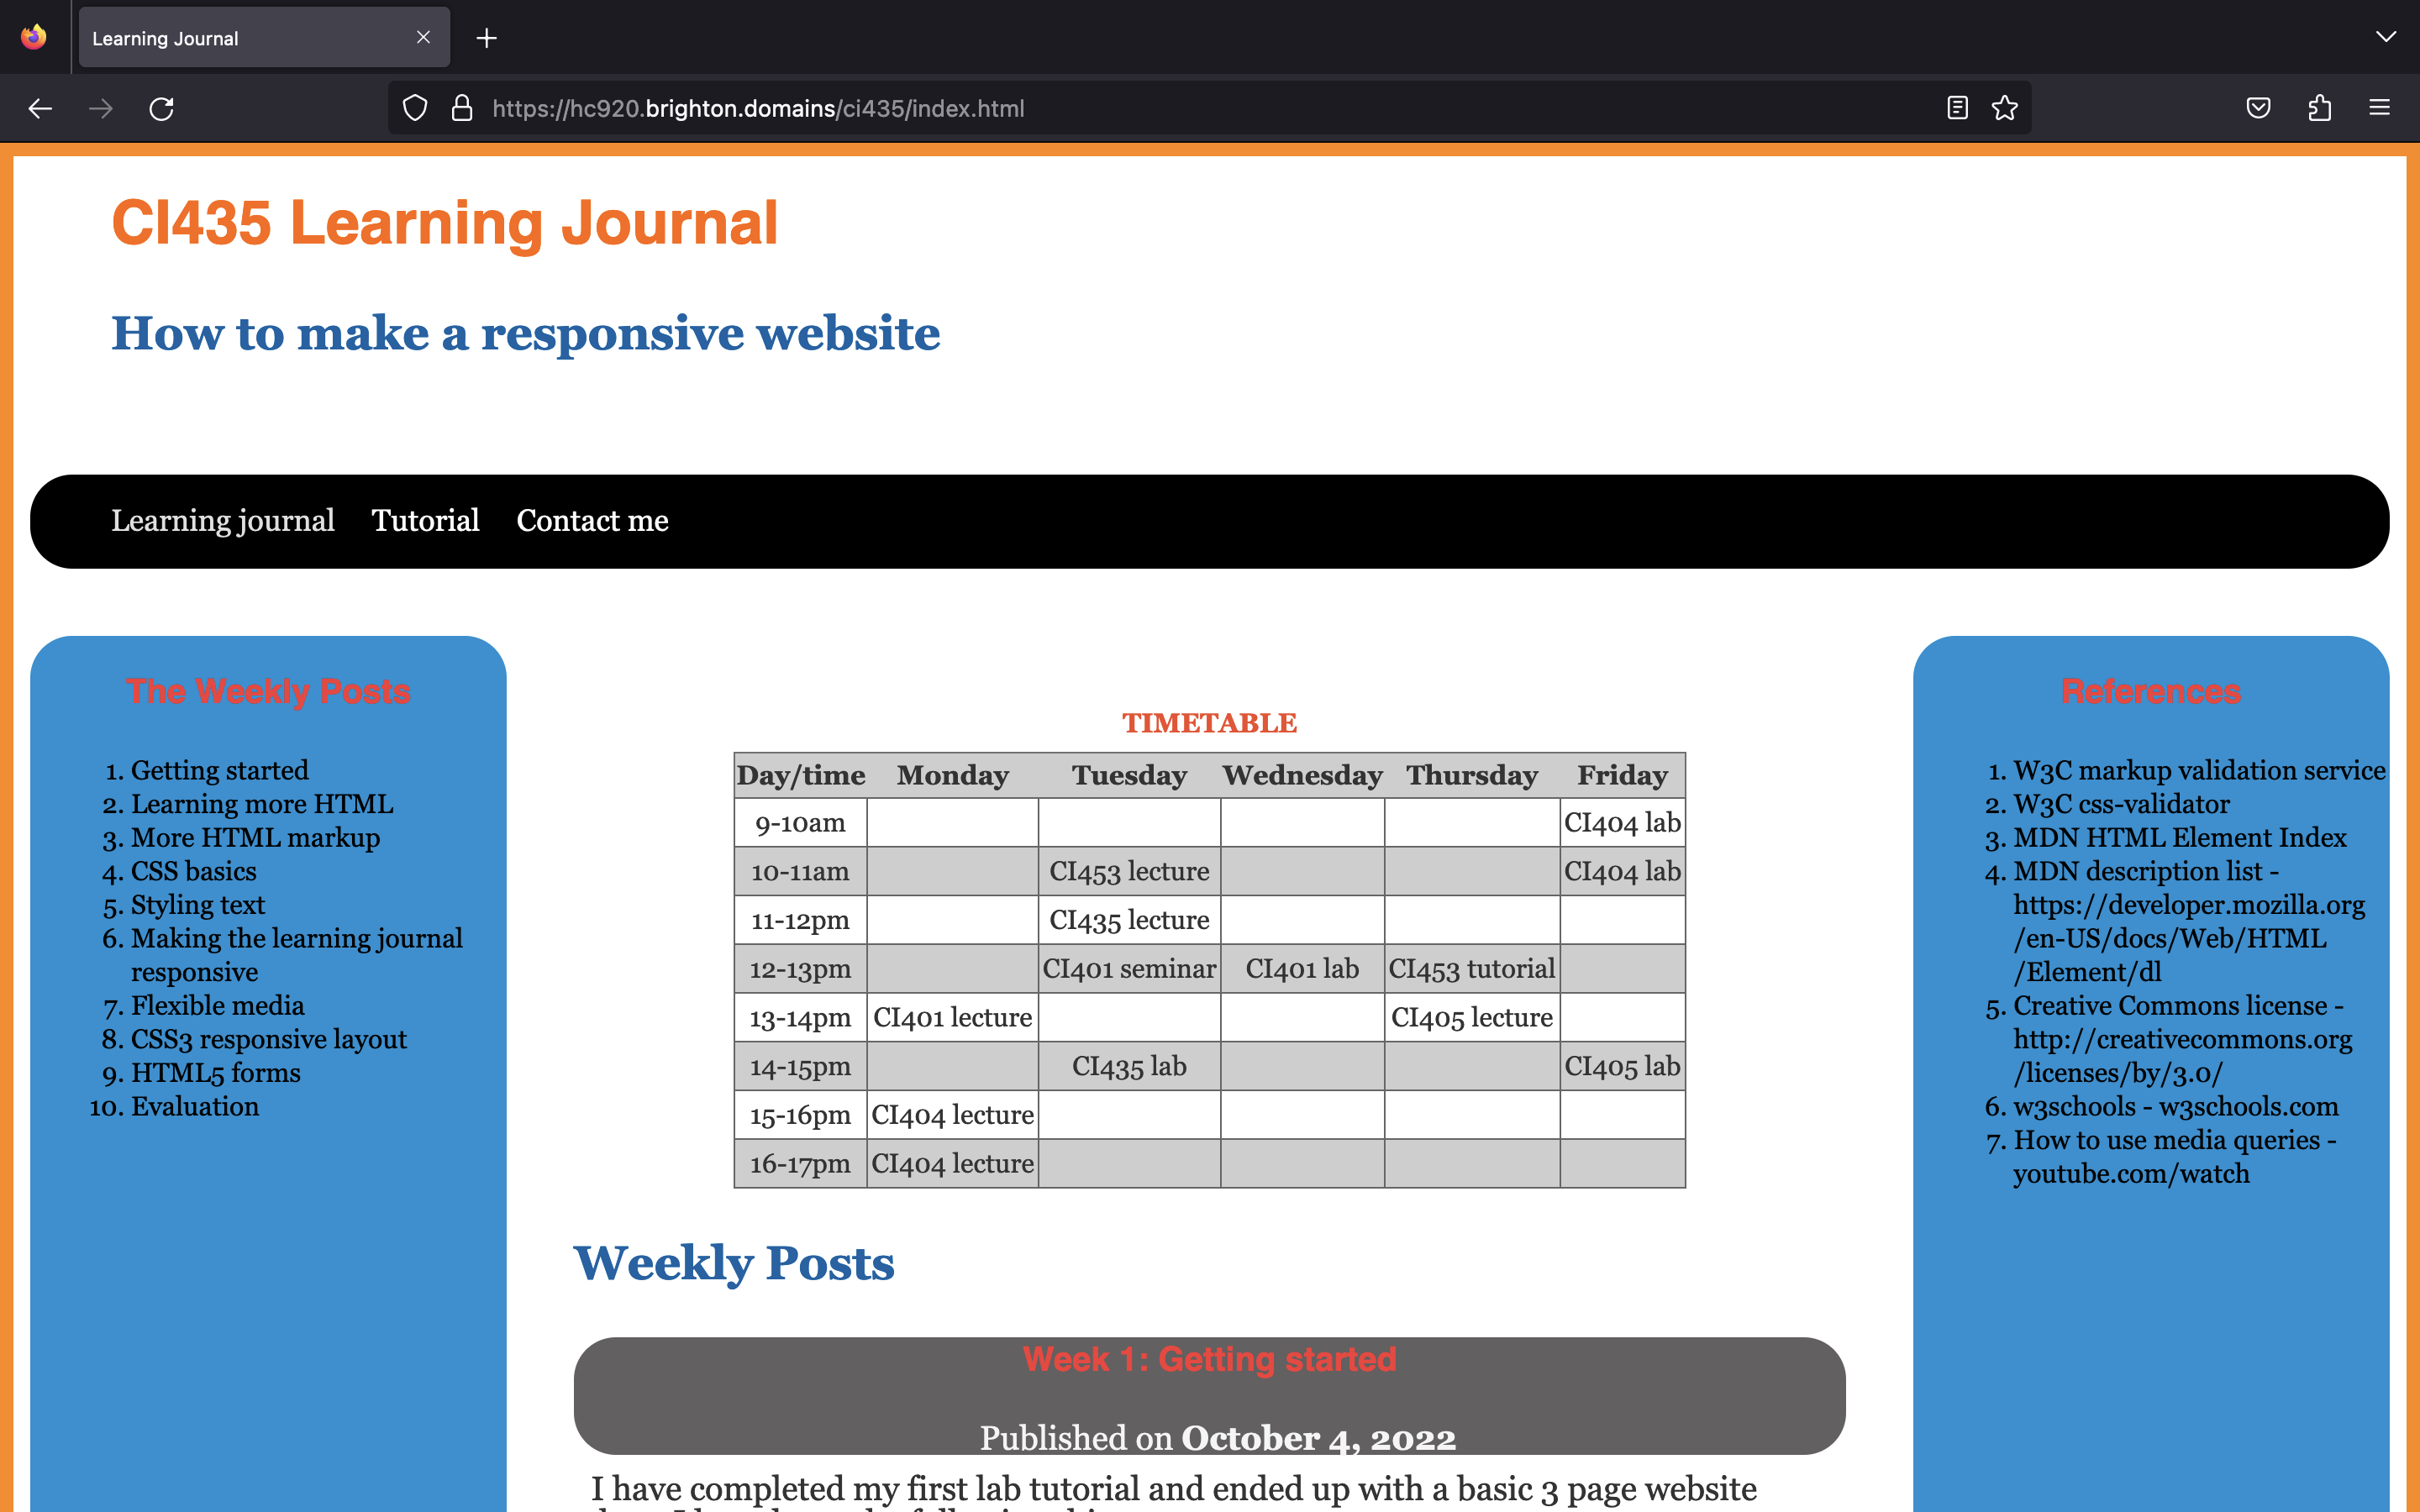 Learning Journal
https://hc920.brighton.domains/ci435/index.html
CI435 Learning Journal
How to make a responsive website
Learning journal Tutorial Contact me
The Weekly Posts
1. Getting started
2. Learning more HTML
3. More HTML markup
4. CSS basics
5. Styling text
6. Making the learning journal
responsive
7. Flexible media
8. CSS3 responsive layout
9. HTML5 forms
10. Evaluation
TIMETABLE
Day/time Monday Tuesday Wednesday Thursday Friday
9-10am CI404 lab
10-11am CI453 lecture CI404 lab
11-12pm CI435 lecture
12-13pm CI401 seminar CI401 lab CI453 tutorial
13-14pm CI401 lecture CI405 lecture
14-15pm CI435 lab CI405 lab
15-16pm CI404 lecture
16-17pm CI404 lecture
Weekly Posts
Week 1: Getting started
Published on October 4, 2022
I have completed my first lab tutorial and ended up with a basic 3 page website
References
1. W3C markup validation service
2. W3C css-validator
3. MDN HTML Element Index
4. MDN description list -
https://developer.mozilla.org
/en-US/docs/Web/HTML
/Element/dl
5. Creative Commons license -
http://creativecommons.org
/licenses/by/3.0/
6. w3schools - w3schools.com
7. How to use media queries -
youtube.com/watch